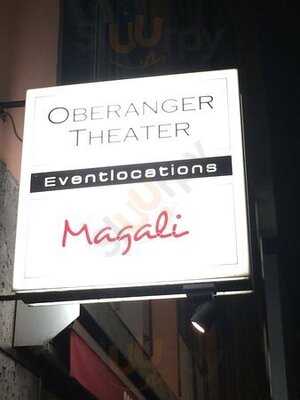 OBERANGER
THEATER
Eventlocations
Magali